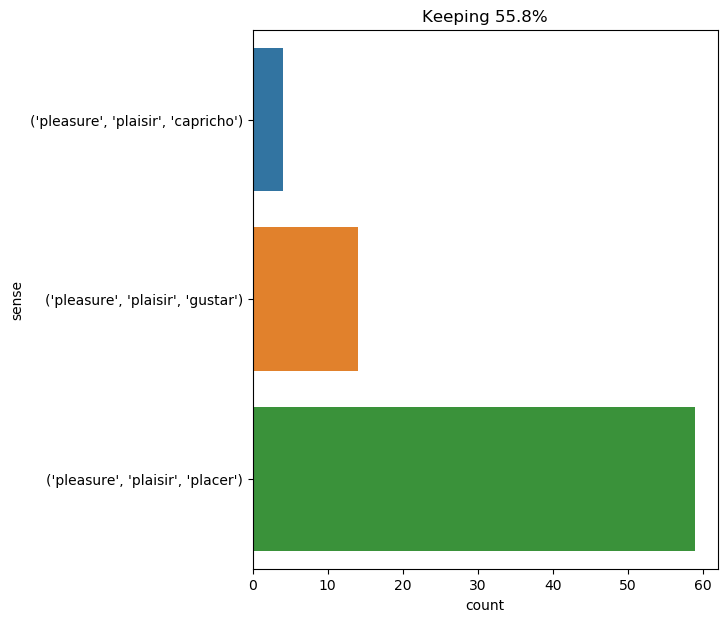 Keeping 55.8%
('pleasure', 'plaisir', 'capricho')
('pleasure', 'plaisir', 'gustar')
('pleasure', 'plaisir', 'placer')
sense
0 10 20 30 40 50 60
count